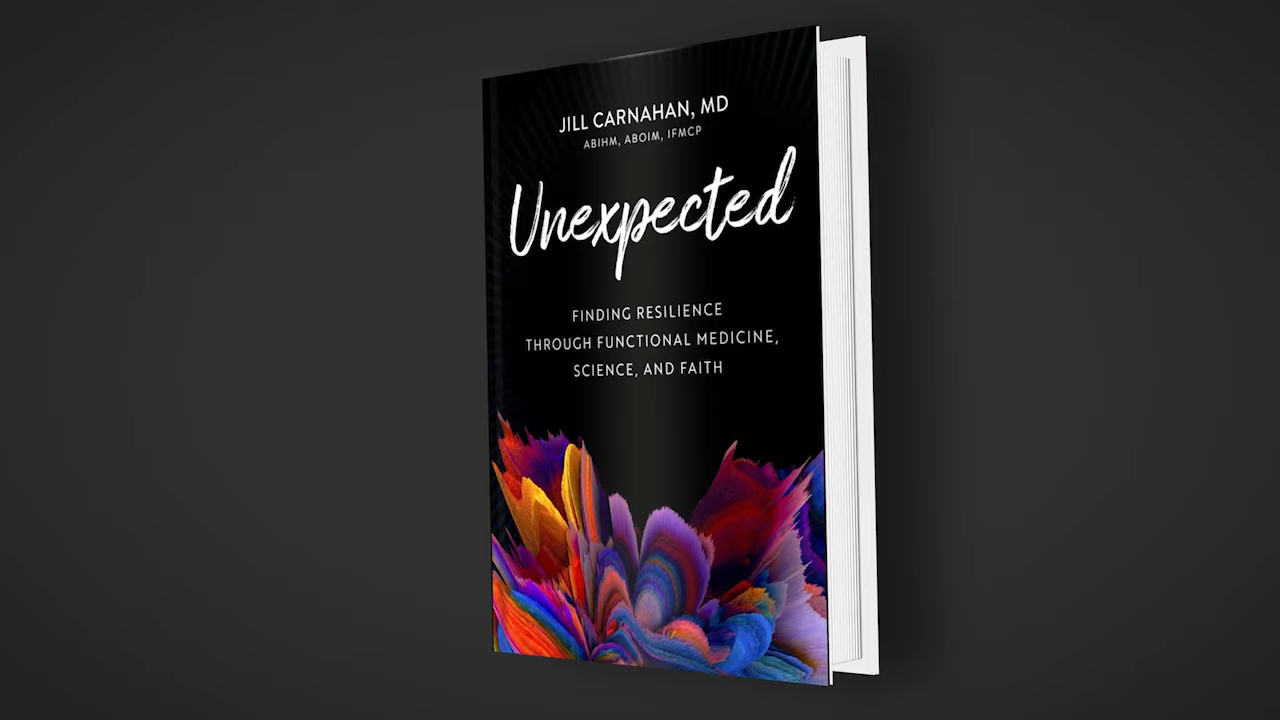 JILL CARNAHAN, MD
ABIHM, ABOIM, IFMCP
Unexpected
FINDING RESILIENCE
THROUGH FUNCTIONAL MEDICINE,
SCIENCE, AND FAITH